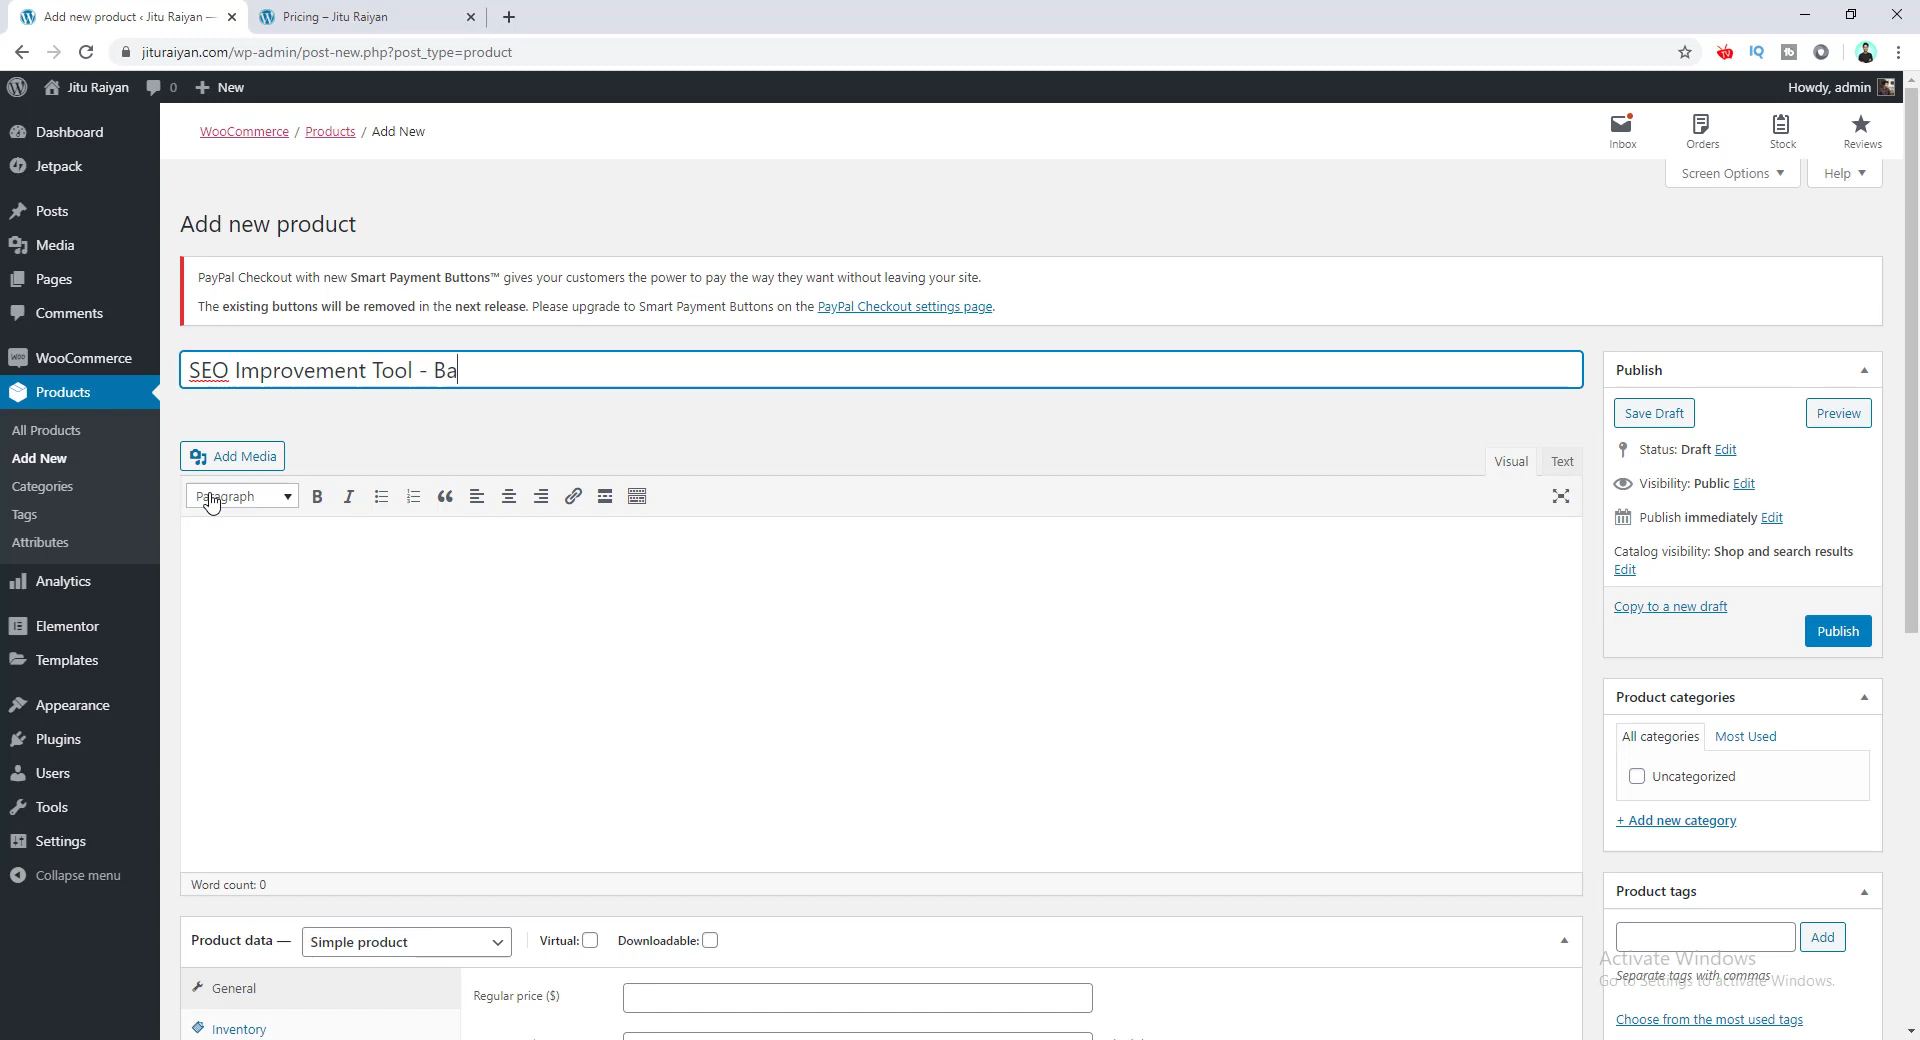 Add new product ‹ Jitu Raiyan —
Pricing – Jitu Raiyan
jituraiyan.com/wp-admin/post-new.php?post_type=product
Jitu Raiyan
0
New
Howdy, admin
Dashboard
Jetpack
Posts
Media
Pages
Comments
WooCommerce
Products
All Products
Add New
Categories
Tags
Attributes
Analytics
Elementor
Templates
Appearance
Plugins
Users
Tools
Settings
Collapse menu
WooCommerce / Products / Add New
Inbox
Orders
Stock
Reviews
Screen Options
Help
Add new product
PayPal Checkout with new Smart Payment Buttons™ gives your customers the power to pay the way they want without leaving your site.
The existing buttons will be removed in the next release. Please upgrade to Smart Payment Buttons on the PayPal Checkout settings page.
SEO Improvement Tool - Ba
Add Media
Visual
Text
Paragraph
Word count: 0
Product data —
Simple product
Virtual:
Downloadable:
General
Regular price ($)
Inventory
Publish
Save Draft
Preview
Status: Draft Edit
Visibility: Public Edit
Publish immediately Edit
Catalog visibility: Shop and search results
Edit
Copy to a new draft
Publish
Product categories
All categories
Most Used
Uncategorized
+ Add new category
Product tags
Add
Activate Windows
Separate tags with commas
Go to Settings to activate Windows.
Choose from the most used tags